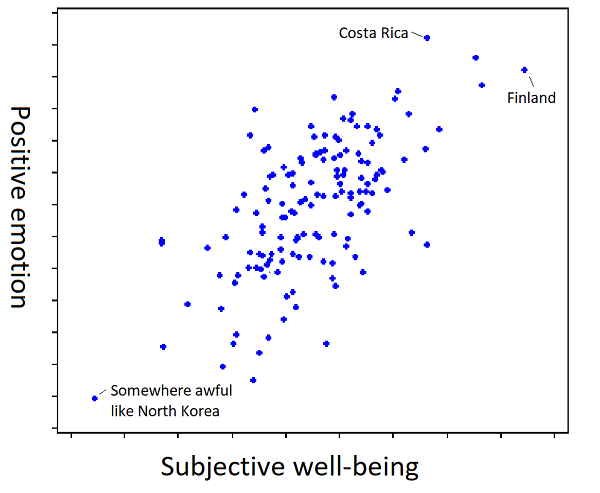 Costa Rica
Finland
Positive emotion
Somewhere awful
like North Korea
Subjective well-being